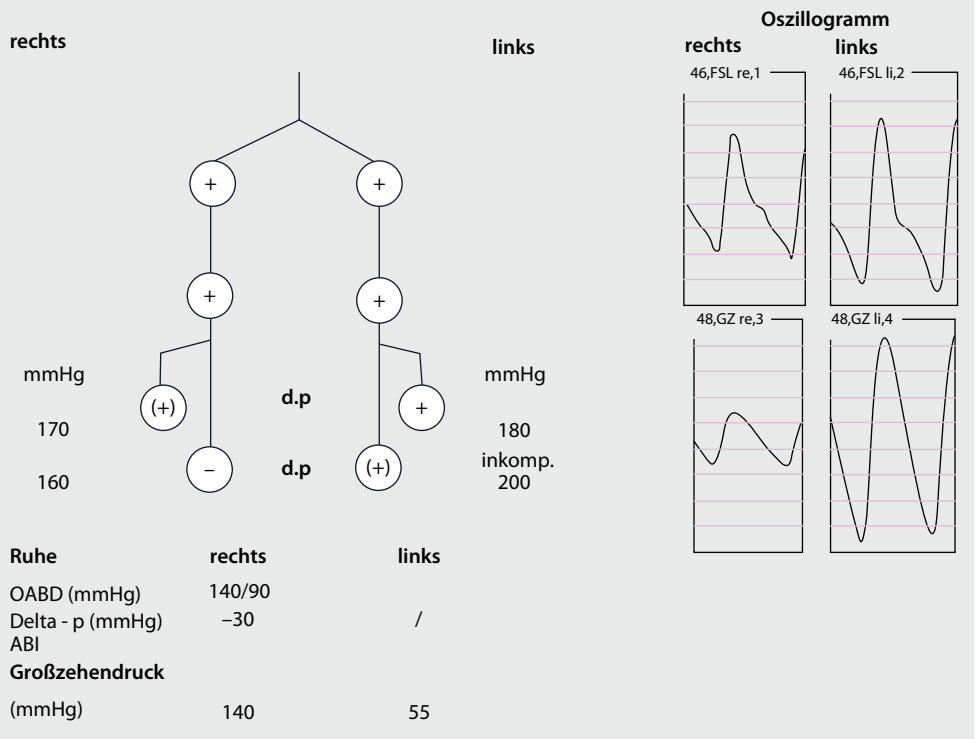 rechts
links
+
+
+
+
mmHg
mmHg
(+)
d.p
+
170
180
–
d.p
(+)
inkomp.
160
200
Ruhe rechts links
OABD (mmHg) 140/90
Delta - p (mmHg) –30 /
ABI
Großzehendruck
(mmHg) 140 55
Oszillogramm
rechts links
46,FSL re,1 46,FSL li,2
48,GZ re,3 48,GZ li,4